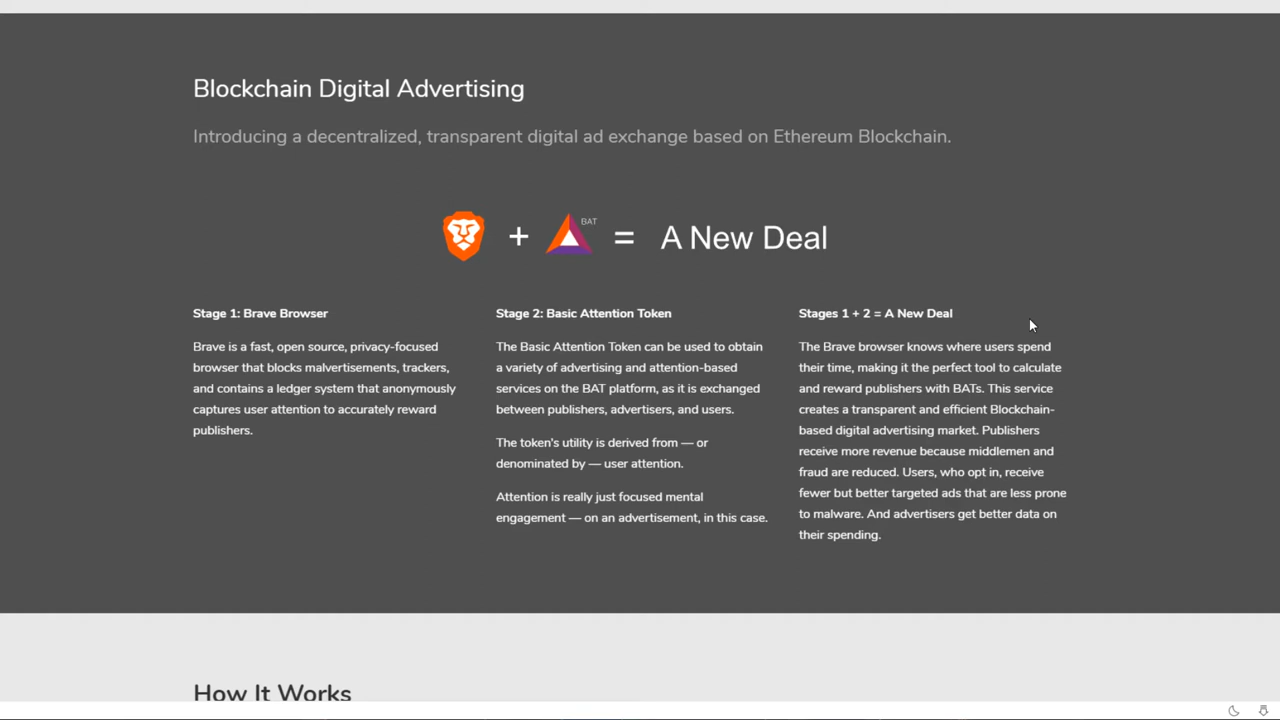 Blockchain Digital Advertising
Introducing a decentralized, transparent digital ad exchange based on Ethereum Blockchain.
+ BAT = A New Deal
Stage 1: Brave Browser
Brave is a fast, open source, privacy-focused
browser that blocks malvertisements, trackers,
and contains a ledger system that anonymously
captures user attention to accurately reward
publishers.
Stage 2: Basic Attention Token
The Basic Attention Token can be used to obtain
a variety of advertising and attention-based
services on the BAT platform, as it is exchanged
between publishers, advertisers, and users.
The token's utility is derived from — or
denominated by — user attention.
Attention is really just focused mental
engagement — on an advertisement, in this case.
Stages 1 + 2 = A New Deal
The Brave browser knows where users spend
their time, making it the perfect tool to calculate
and reward publishers with BATs. This service
creates a transparent and efficient Blockchain-
based digital advertising market. Publishers
receive more revenue because middlemen and
fraud are reduced. Users, who opt in, receive
fewer but better targeted ads that are less prone
to malware. And advertisers get better data on
their spending.
How It Works